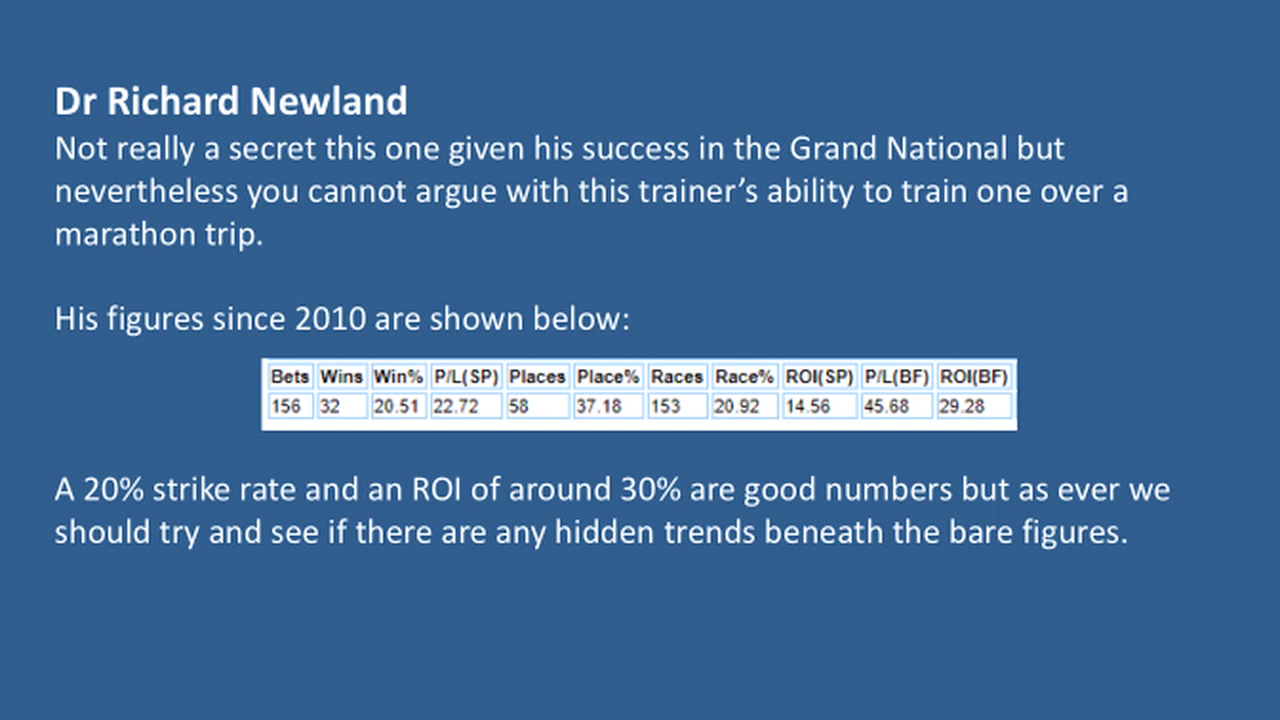 Dr Richard Newland
Not really a secret this one given his success in the Grand National but
nevertheless you cannot argue with this trainer’s ability to train one over a
marathon trip.
His figures since 2010 are shown below:
Bets Wins Win% P/L(SP) Places Place% Races Race% ROI(SP) P/L(BF) ROI(BF)
156 32 20.51 22.72 58 37.18 153 20.92 14.56 45.68 29.28
A 20% strike rate and an ROI of around 30% are good numbers but as ever we
should try and see if there are any hidden trends beneath the bare figures.